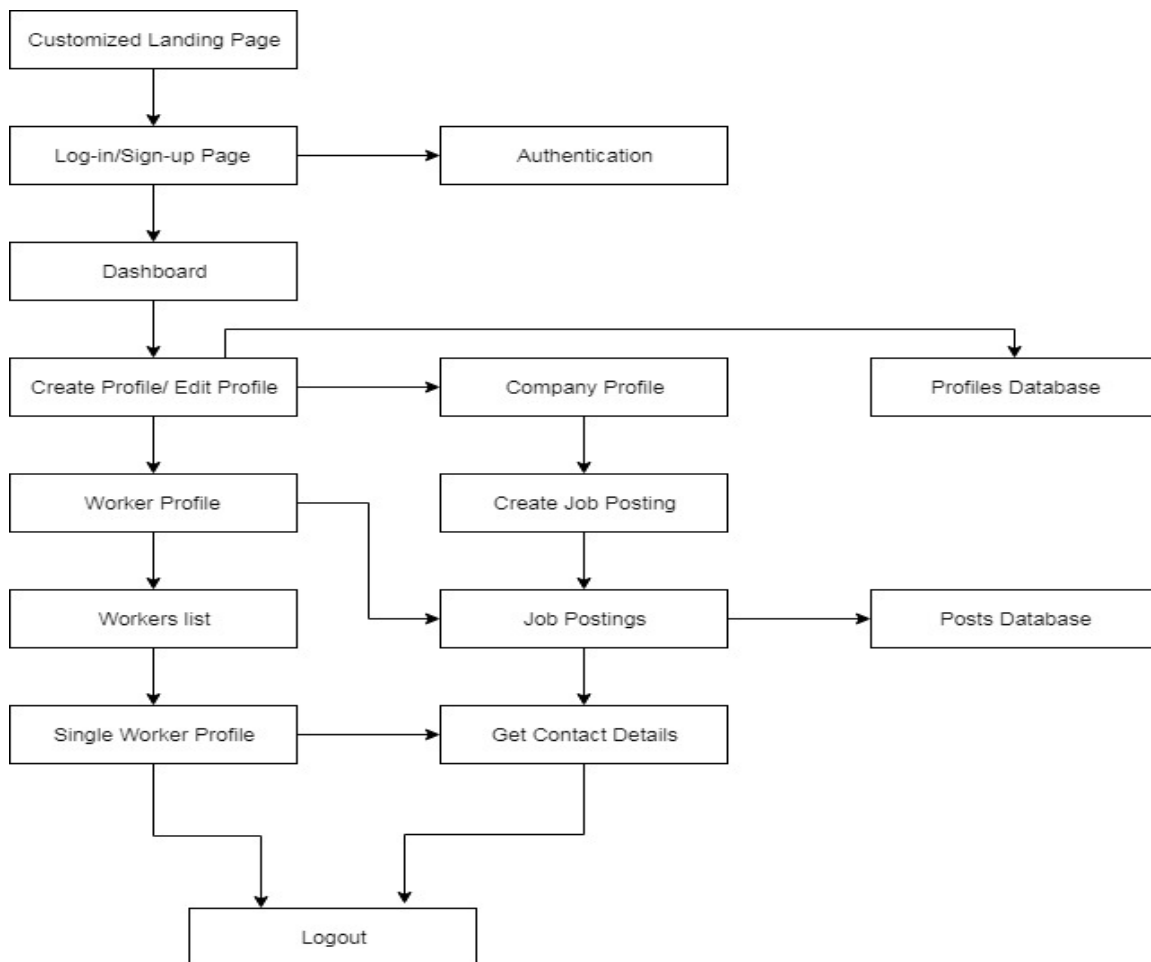 Customized Landing Page
Log-in/Sign-up Page
Authentication
Dashboard
Create Profile/ Edit Profile
Company Profile
Profiles Database
Worker Profile
Create Job Posting
Workers list
Job Postings
Posts Database
Single Worker Profile
Get Contact Details
Logout